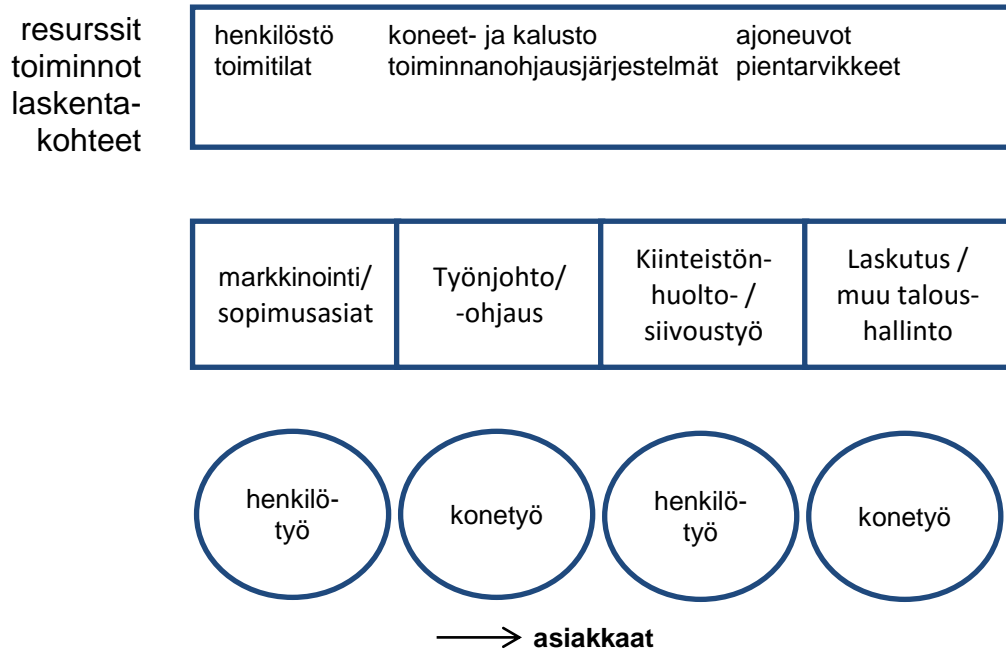 resurssit
toiminnot
laskenta-
kohteet
henkilöstö koneet- ja kalusto ajoneuvot
toimitilat toiminnanohjausjärjestelmät pientarvikkeet
markkinointi/
sopimusasiat
Työnjohto/
-ohjaus
Kiinteistön-
huolto- /
siivoustyö
Laskutus /
muu talous-
hallinto
henkilö-
työ
konetyö
henkilö-
työ
konetyö
asiakkaat